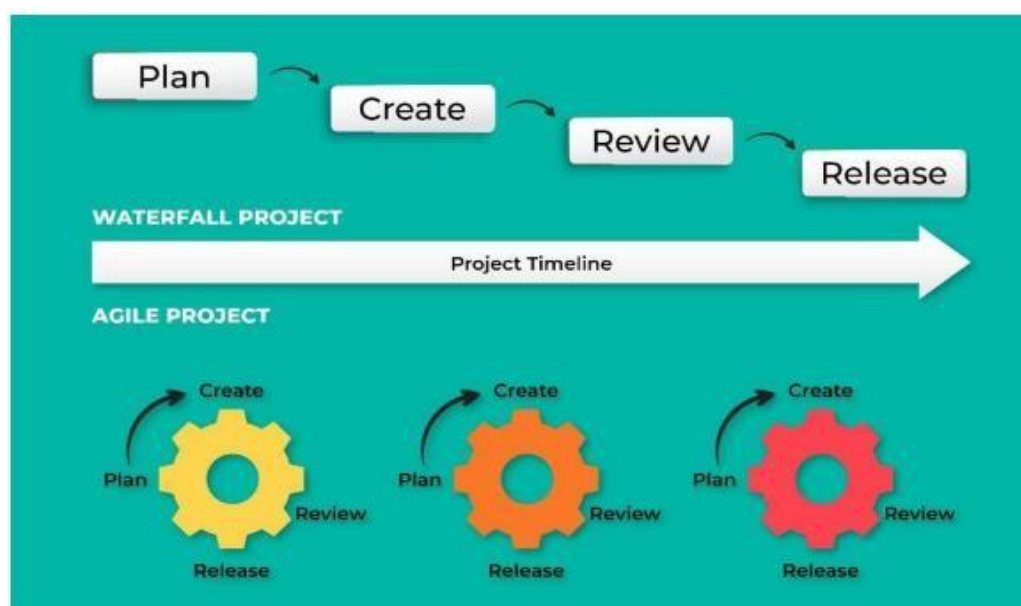 Plan
Create
Review
Release
WATERFALL PROJECT
Project Timeline
AGILE PROJECT
Create
Plan
Review
Release
Create
Plan
Review
Release
Create
Plan
Review
Release